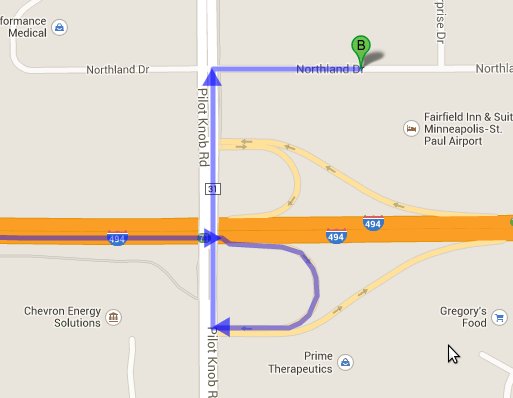 formance
Medical
rprise Dr
B
Northland Dr
Northland Dr
Northla
Pilot Knob Rd
Fairfield Inn & Suit
Minneapolis-St.
Paul Airport
31
494
494
494
Chevron Energy
Solutions
Gregory's
Food
Pilot Knob R
Prime
Therapeutics